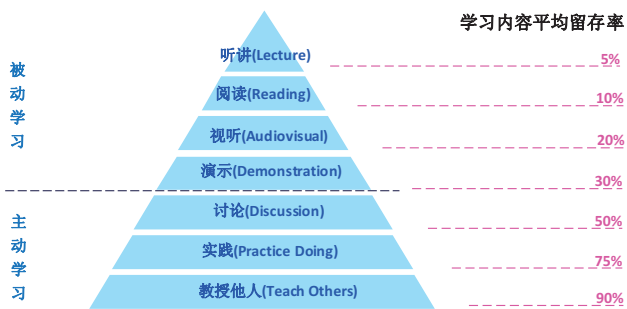 学习内容平均留存率
听讲(Lecture)
5%
阅读(Reading)
10%
视听(Audiovisual)
20%
演示(Demonstration)
30%
被动学习
讨论(Discussion)
50%
实践(Practice Doing)
75%
教授他人(Teach Others)
90%
主动学习